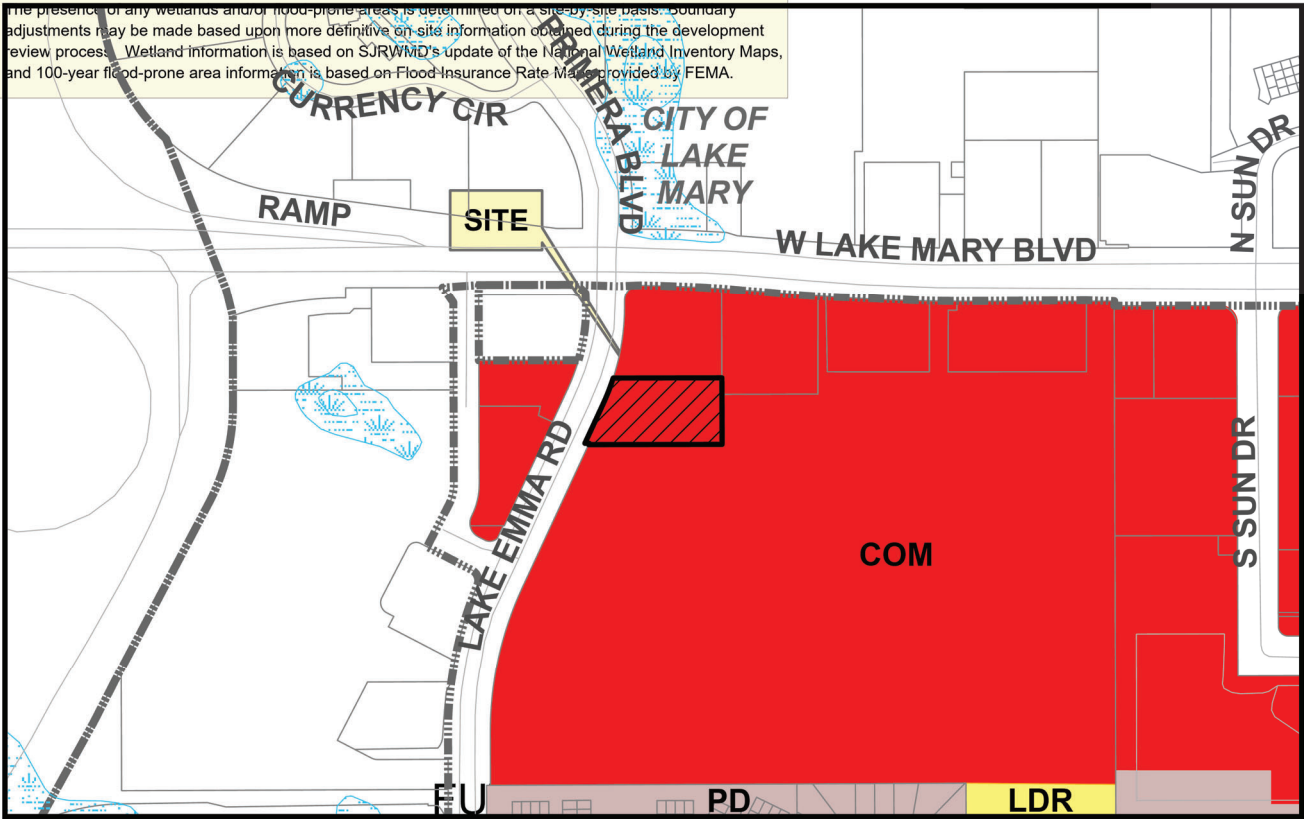 The presence of any wetlands and/or flood-prone areas is determined on a site-by-site basis. Boundary
adjustments may be made based upon more definitive on-site information obtained during the development
review process. Wetland information is based on SJRWMD's update of the National Wetland Inventory Maps,
and 100-year flood-prone area information is based on Flood Insurance Rate Maps provided by FEMA.
CURRENCY CIR
PRIMERA BLVD
CITY OF
LAKE
MARY
N SUN DR
RAMP
SITE
W LAKE MARY BLVD
LAKE EMMA RD
S SUN DR
COM
FU
PD
LDR